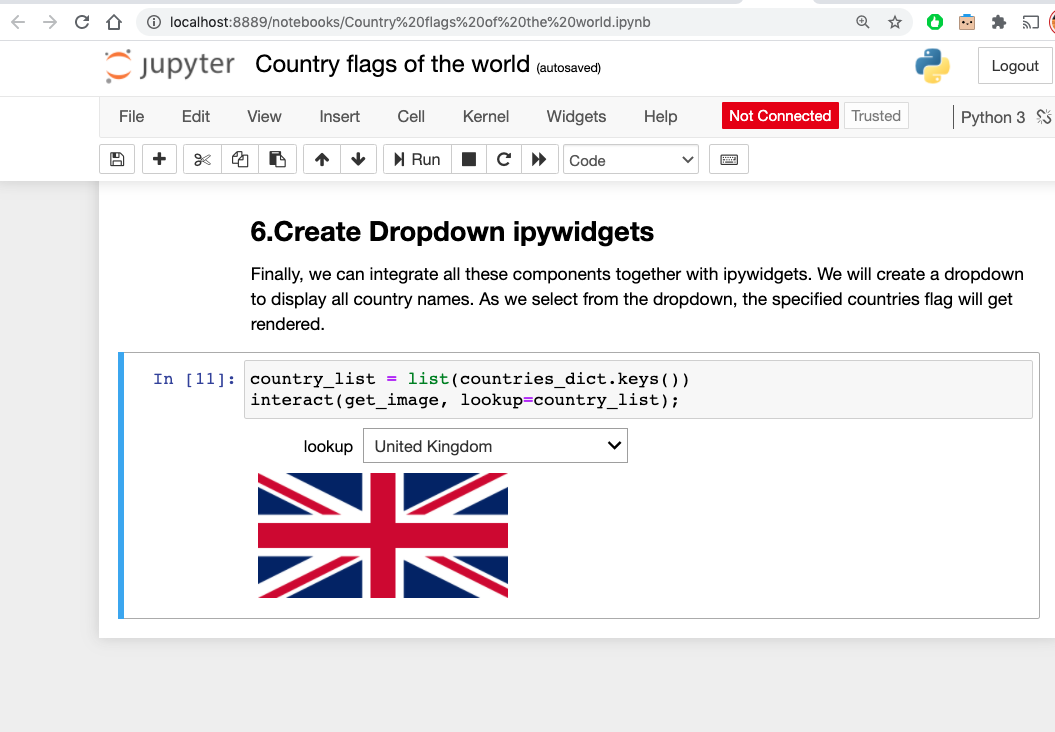 localhost:8889/notebooks/Country%20flags%20of%20the%20world.ipynb
jupyter Country flags of the world (autosaved) Logout
File Edit View Insert Cell Kernel Widgets Help Not Connected Trusted Python 3
Run Code
6.Create Dropdown ipywidgets
Finally, we can integrate all these components together with ipywidgets. We will create a dropdown
to display all country names. As we select from the dropdown, the specified countries flag will get
rendered.
In [11]: country_list = list(countries_dict.keys())
interact(get_image, lookup=country_list);
lookup United Kingdom